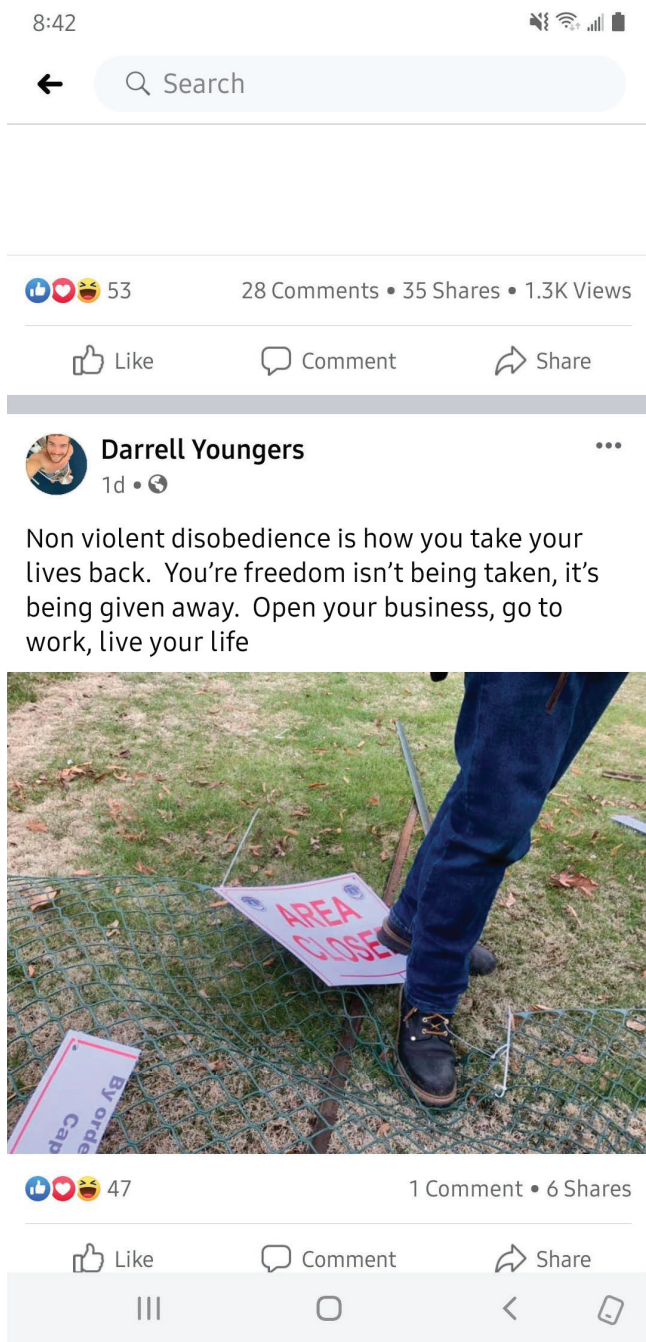 8:42
Search
53
28 Comments • 35 Shares • 1.3K Views
Like Comment Share
Darrell Youngers
1d •
Non violent disobedience is how you take your
lives back. You're freedom isn't being taken, it's
being given away. Open your business, go to
work, live your life
AREA
CLOSE
By orde
Cap
47
1 Comment • 6 Shares
Like Comment Share